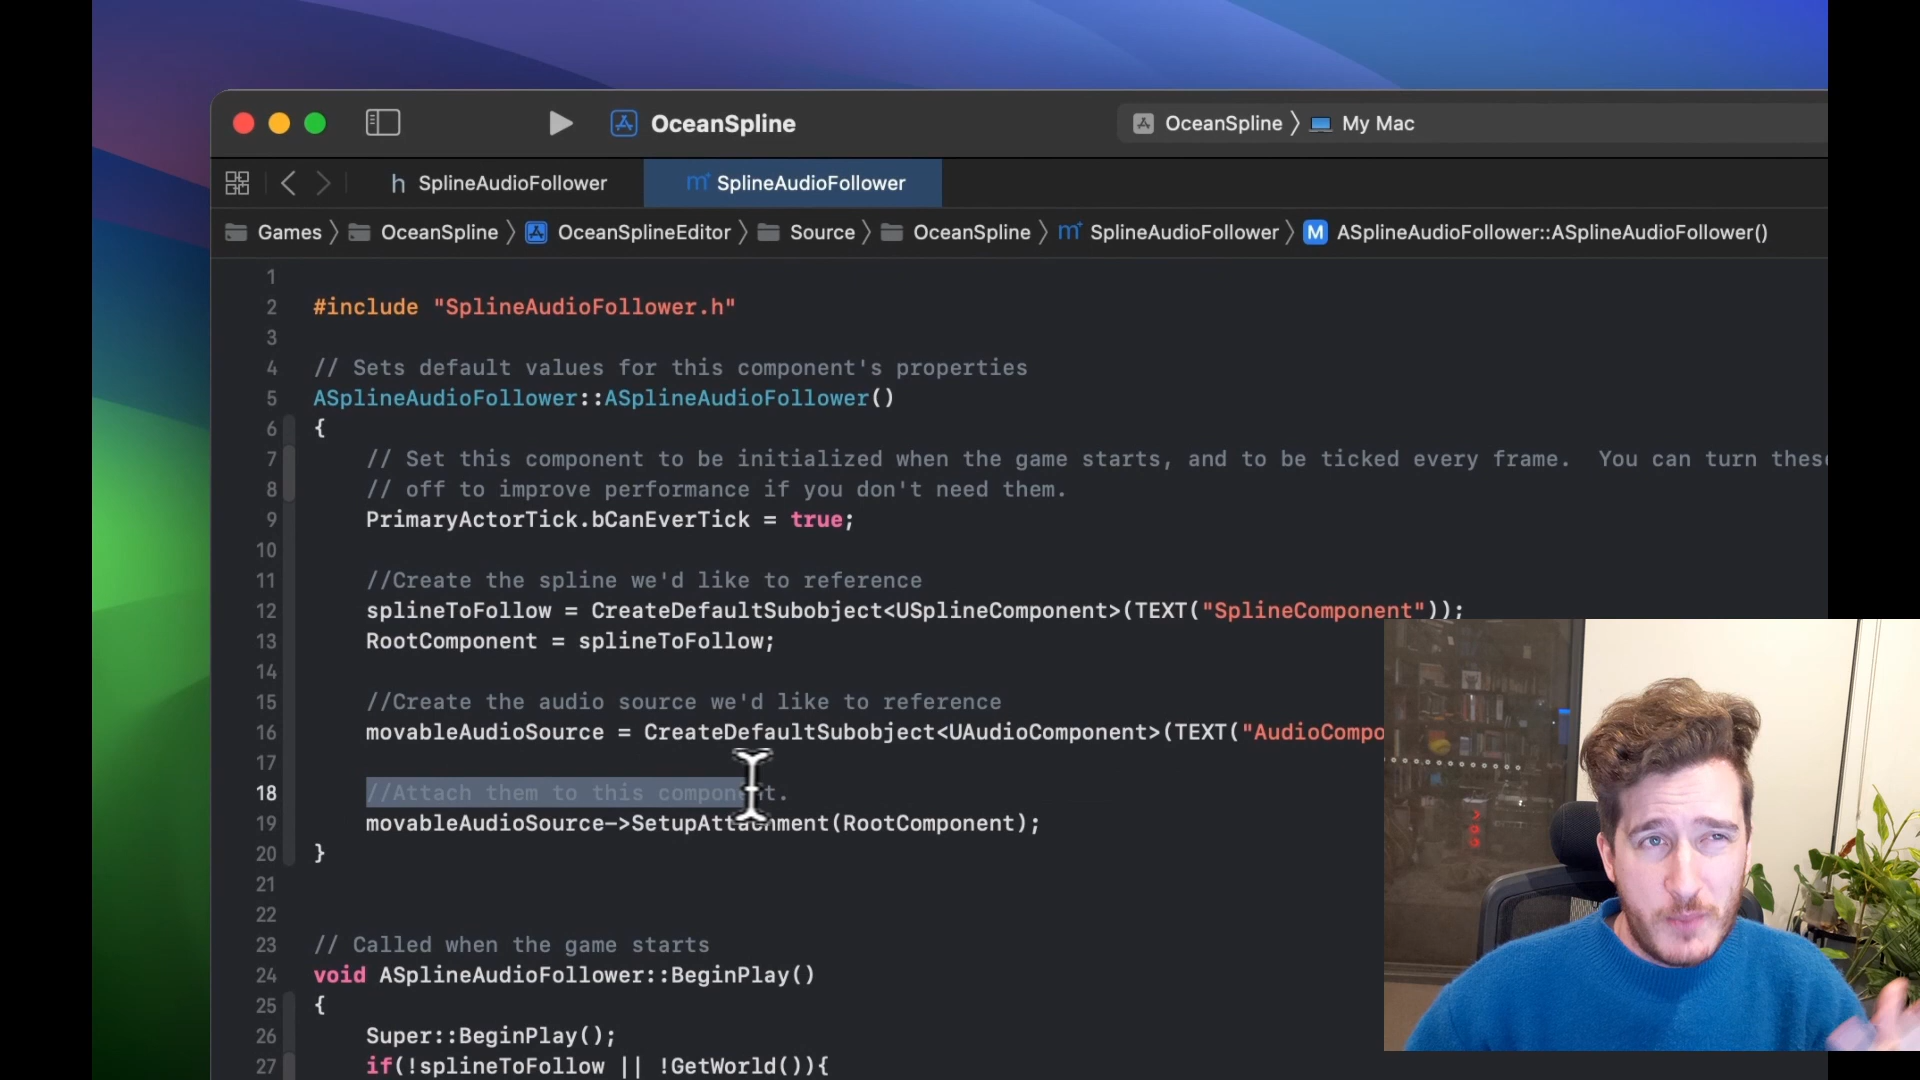 OceanSpline
OceanSpline 〉 My Mac
h SplineAudioFollower
m+ SplineAudioFollower
Games 〉 OceanSpline 〉 OceanSplineEditor 〉 Source 〉 OceanSpline 〉 m+ SplineAudioFollower 〉 M ASplineAudioFollower::ASplineAudioFollower()
1
2 #include "SplineAudioFollower.h"
3
4 // Sets default values for this component's properties
5 ASplineAudioFollower::ASplineAudioFollower()
6 {
7 // Set this component to be initialized when the game starts, and to be ticked every frame.  You can turn these
8 // off to improve performance if you don't need them.
9 PrimaryActorTick.bCanEverTick = true;
10
11 //Create the spline we'd like to reference
12 splineToFollow = CreateDefaultSubobject<USplineComponent>(TEXT("SplineComponent"));
13 RootComponent = splineToFollow;
14
15 //Create the audio source we'd like to reference
16 movableAudioSource = CreateDefaultSubobject<UAudioComponent>(TEXT("AudioCompo
17
18 //Attach them to this component.
19 movableAudioSource->SetupAttachment(RootComponent);
20 }
21
22
23 // Called when the game starts
24 void ASplineAudioFollower::BeginPlay()
25 {
26 Super::BeginPlay();
27 if(!splineToFollow || !GetWorld()){